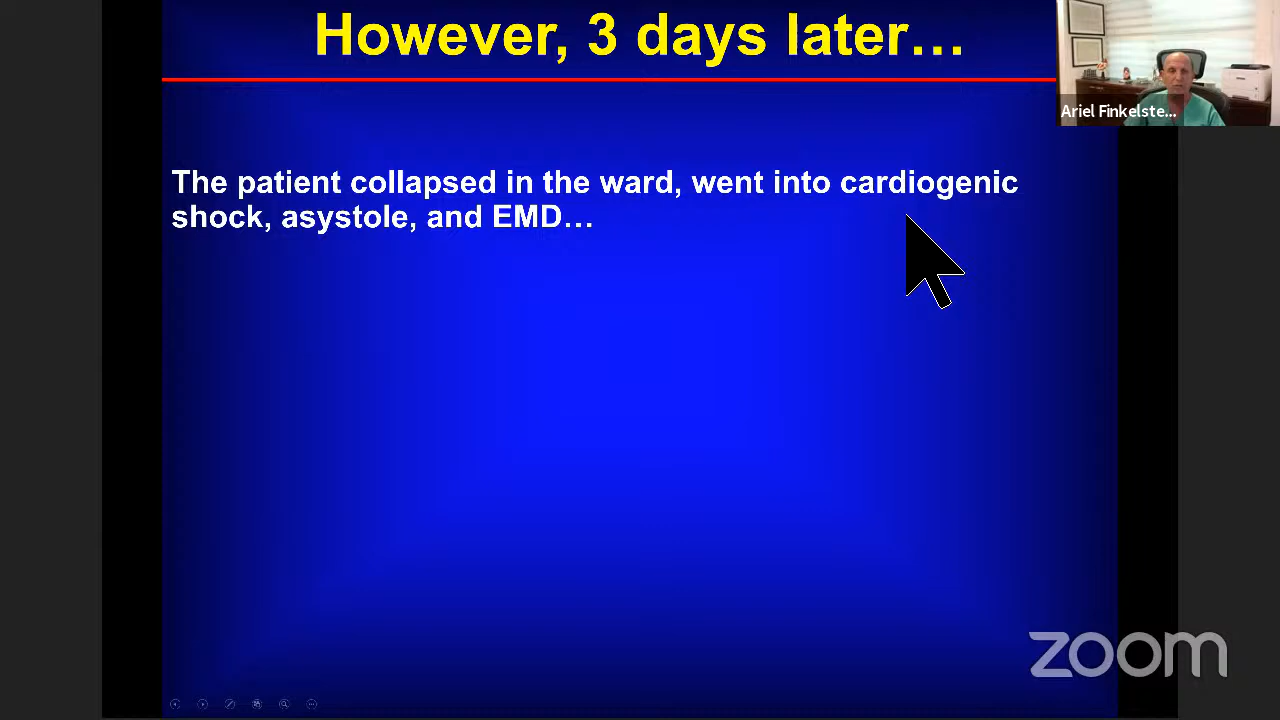 However, 3 days later…
Ariel Finkelste...
The patient collapsed in the ward, went into cardiogenic
shock, asystole, and EMD…
zoom